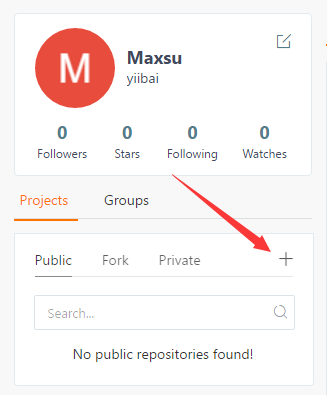 M
Maxsu
yiibai
0 0 0 0
Followers Stars Following Watches
Projects Groups
Public Fork Private
Search...
No public repositories found!